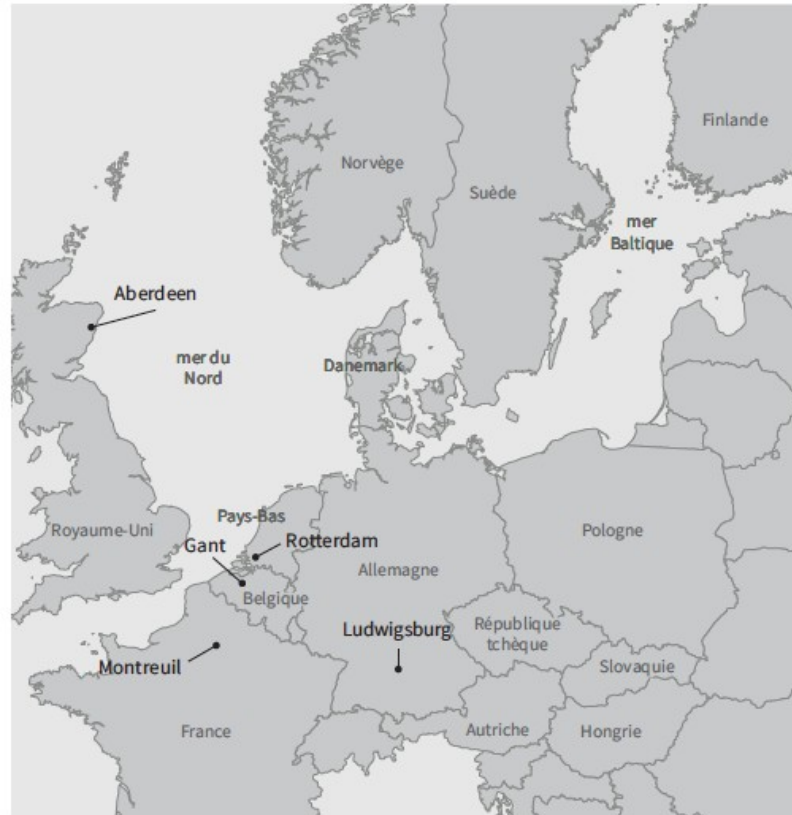 Finlande
Norvège
Suède
mer
Baltique
Aberdeen
mer du
Nord
Danemark
Pays-Bas
Royaume-Uni
Pologne
Gant
Rotterdam
Allemagne
Belgique
Ludwigsburg
République
tchèque
Montreuil
Slovaquie
France
Autriche
Hongrie